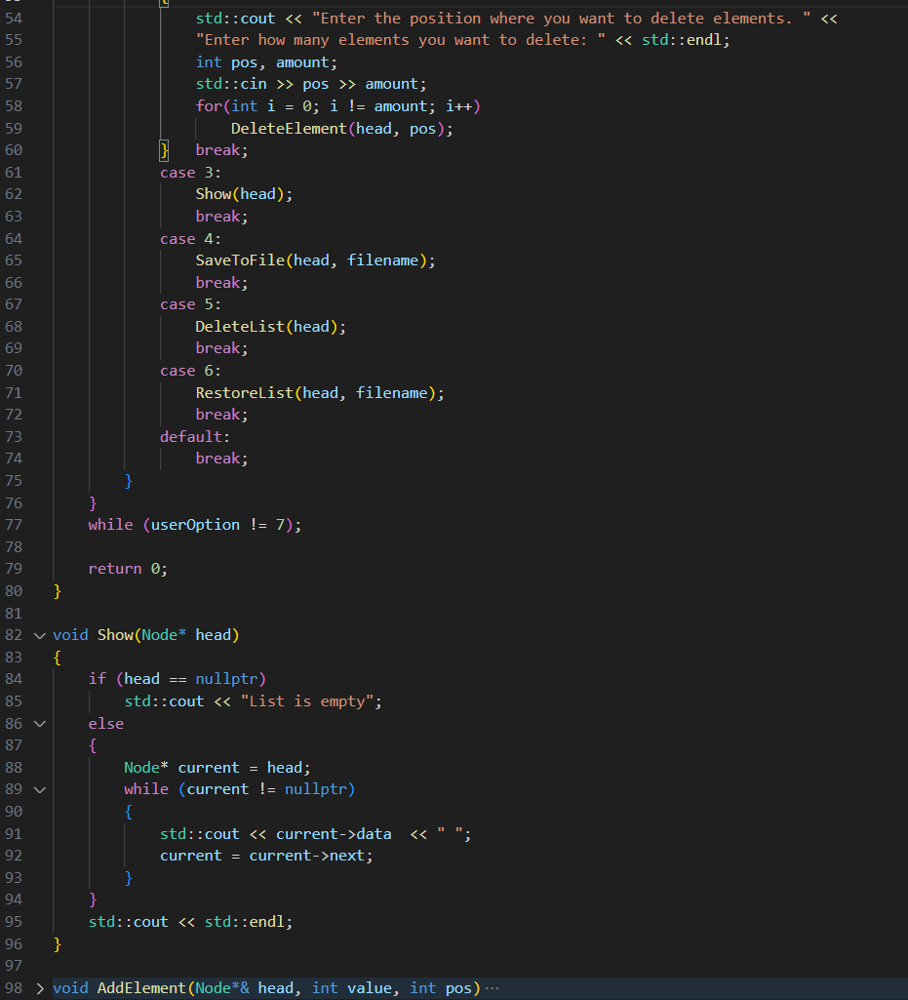 {
54 std::cout << "Enter the position where you want to delete elements. " <<
55 "Enter how many elements you want to delete: " << std::endl;
56 int pos, amount;
57 std::cin >> pos >> amount;
58 for(int i = 0; i != amount; i++)
59 DeleteElement(head, pos);
60 } break;
61 case 3:
62 Show(head);
63 break;
64 case 4:
65 SaveToFile(head, filename);
66 break;
67 case 5:
68 DeleteList(head);
69 break;
70 case 6:
71 RestoreList(head, filename);
72 break;
73 default:
74 break;
75 }
76 }
77 while (userOption != 7);
78
79 return 0;
80 }
81
82 void Show(Node* head)
83 {
84 if (head == nullptr)
85 std::cout << "List is empty";
86 else
87 {
88 Node* current = head;
89 while (current != nullptr)
90 {
91 std::cout << current->data  << " ";
92 current = current->next;
93 }
94 }
95 std::cout << std::endl;
96 }
97
98 void AddElement(Node*& head, int value, int pos)···